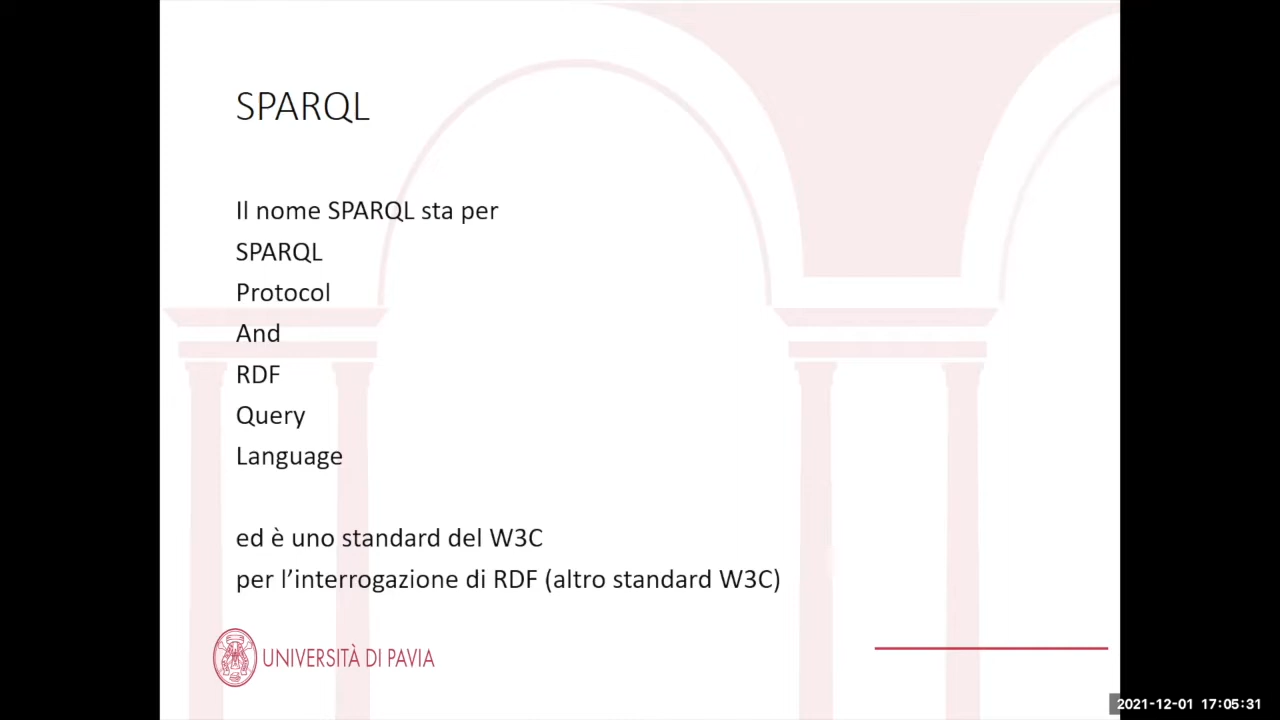 SPARQL
Il nome SPARQL sta per
SPARQL
Protocol
And
RDF
Query
Language
ed è uno standard del W3C
per l’interrogazione di RDF (altro standard W3C)
UNIVERSITÀ DI PAVIA
2021-12-01 17:05:31